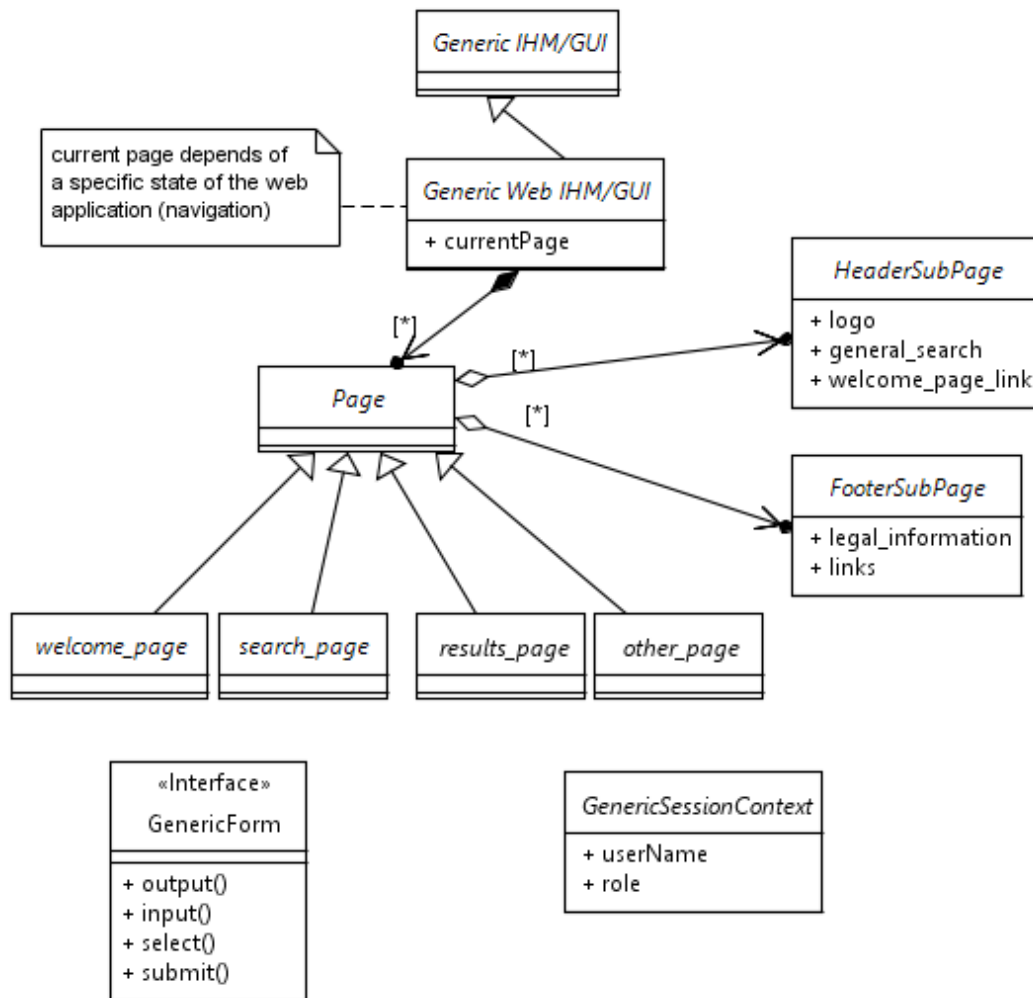 Generic IHM/GUI
current page depends of
a specific state of the web
application (navigation)
Generic Web IHM/GUI
+ currentPage
[*]
Page
[*]
[*]
HeaderSubPage
+ logo
+ general_search
+ welcome_page_link
FooterSubPage
+ legal_information
+ links
welcome_page
search_page
results_page
other_page
«Interface»
GenericForm
+ output()
+ input()
+ select()
+ submit()
GenericSessionContext
+ userName
+ role